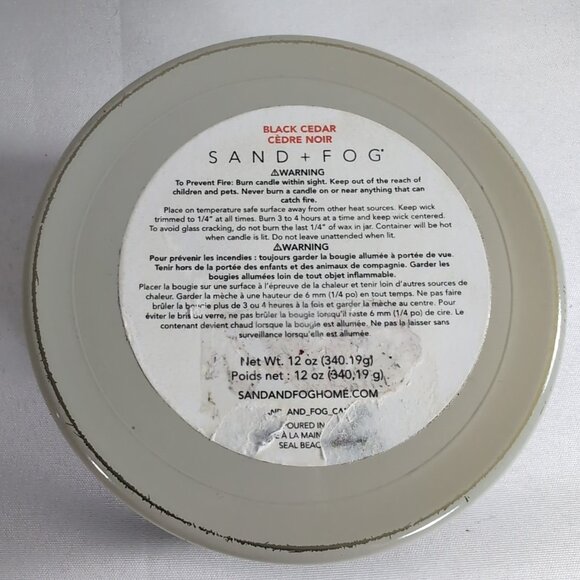 BLACK CEDAR
CÈDRE NOIR
SAND + FOG®
⚠WARNING
To Prevent Fire: Burn candle within sight. Keep out of the reach of
children and pets. Never burn a candle on or near anything that can
catch fire.
Place on temperature safe surface away from other heat sources. Keep wick
trimmed to 1/4" at all times. Burn 3 to 4 hours at a time and keep wick centered.
To avoid glass cracking, do not burn the last 1/4" of wax in jar. Container will be hot
when candle is lit. Do not leave unattended when lit.
⚠WARNING
Pour prévenir les incendies : toujours garder la bougie allumée à portée de vue.
Tenir hors de la portée des enfants et des animaux de compagnie. Garder les
bougies allumées loin de tout objet inflammable.
Placer la bougie sur une surface à l'épreuve de la chaleur et tenir loin d'autres sources de
chaleur. Garder la mèche à une hauteur de 6 mm (1/4 po) en tout temps. Ne pas faire
brûler la bougie plus de 3 ou 4 heures à la fois et garder la mèche au centre. Pour
éviter le bris du verre, ne pas brûler la bougie lorsqu'il reste 6 mm (1/4 po) de cire. Le
contenant devient chaud lorsque la bougie est allumée. Ne pas la laisser sans
surveillance lorsqu'elle est allumée.
Net Wt. 12 oz (340.19g)
Poids net : 12 oz (340,19 g)
SANDANDFOGHOME.COM
AND_FOG_CA
OURED IN
À LA MAIN
SEAL BEAC